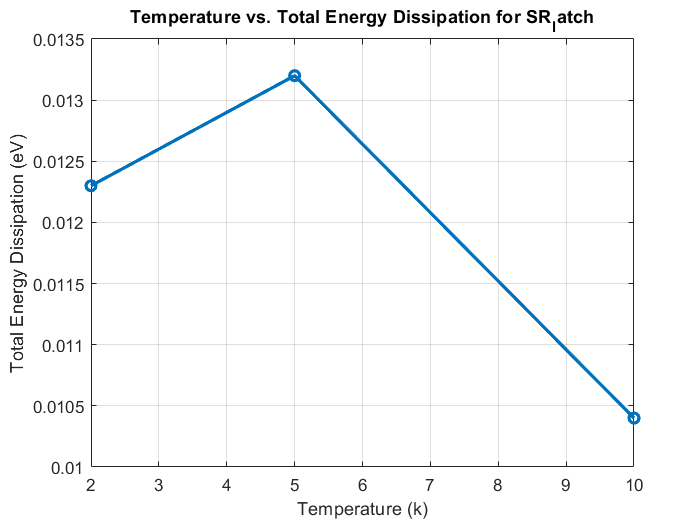 Temperature vs. Total Energy Dissipation for SR_latch
0.0135
0.013
0.0125
0.012
0.0115
0.011
0.0105
0.01
Total Energy Dissipation (eV)
2 3 4 5 6 7 8 9 10
Temperature (k)